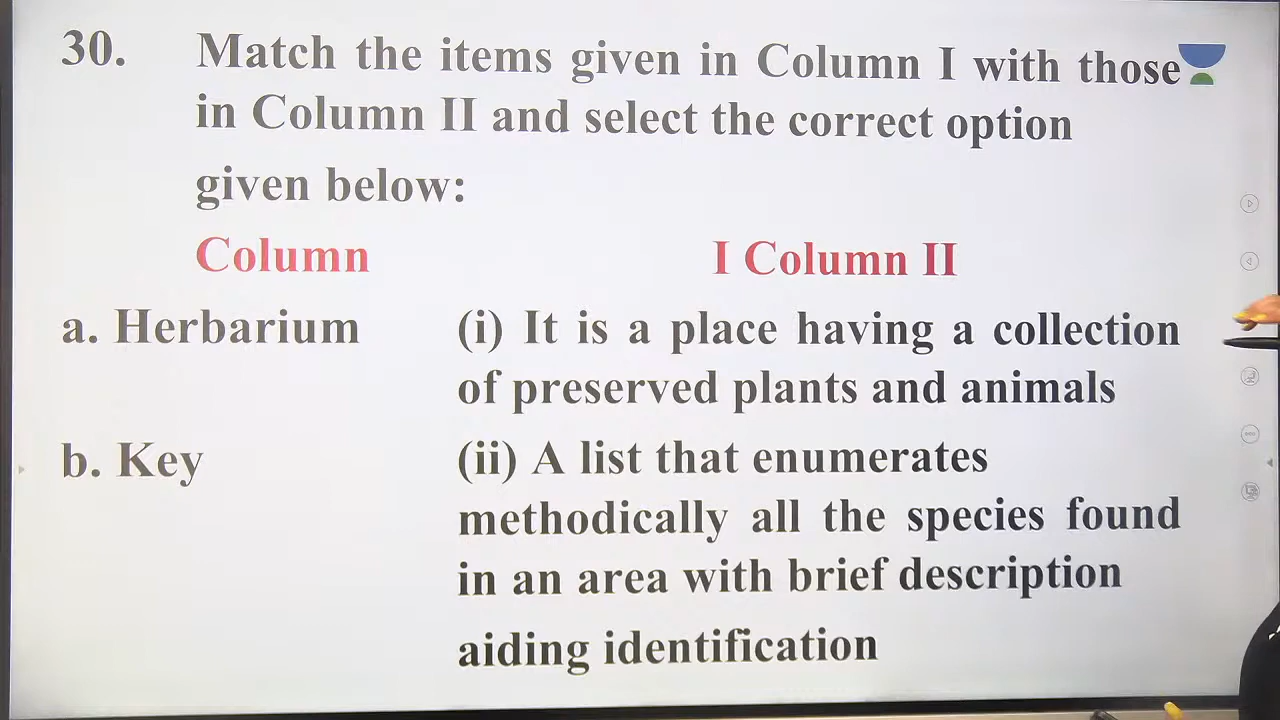 30. Match the items given in Column I with those
in Column II and select the correct option
given below:
Column I Column II
a. Herbarium (i) It is a place having a collection
of preserved plants and animals
b. Key (ii) A list that enumerates
methodically all the species found
in an area with brief description
aiding identification